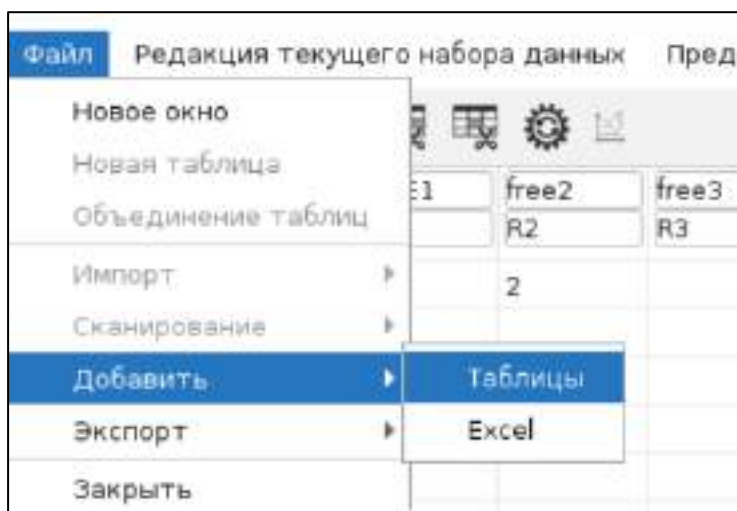 Файл Редакция текущего набора данных Пред
Новое окно
Новая таблица
Объединение таблиц
Импорт
Сканирование
Добавить
Экспорт
Закрыть
Таблицы
Excel
E1 free2 free3
R2 R3
2